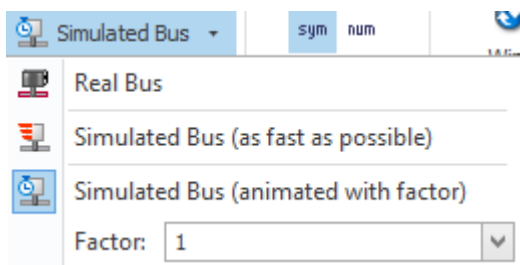 Simulated Bus sym num
Real Bus
Simulated Bus (as fast as possible)
Simulated Bus (animated with factor)
Factor: 1